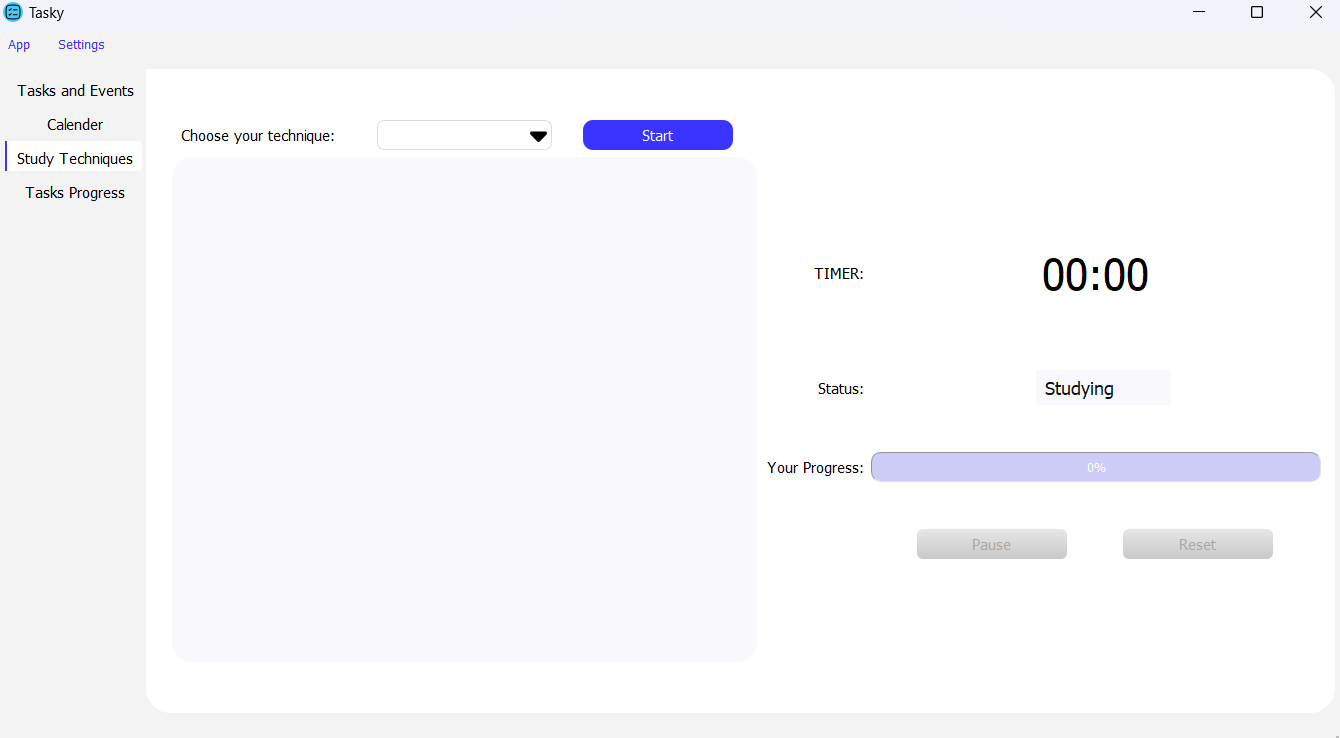 Tasky
App Settings
Tasks and Events
Calender
Study Techniques
Tasks Progress
Choose your technique: Start
TIMER: 00:00
Status: Studying
Your Progress: 0%
Pause Reset